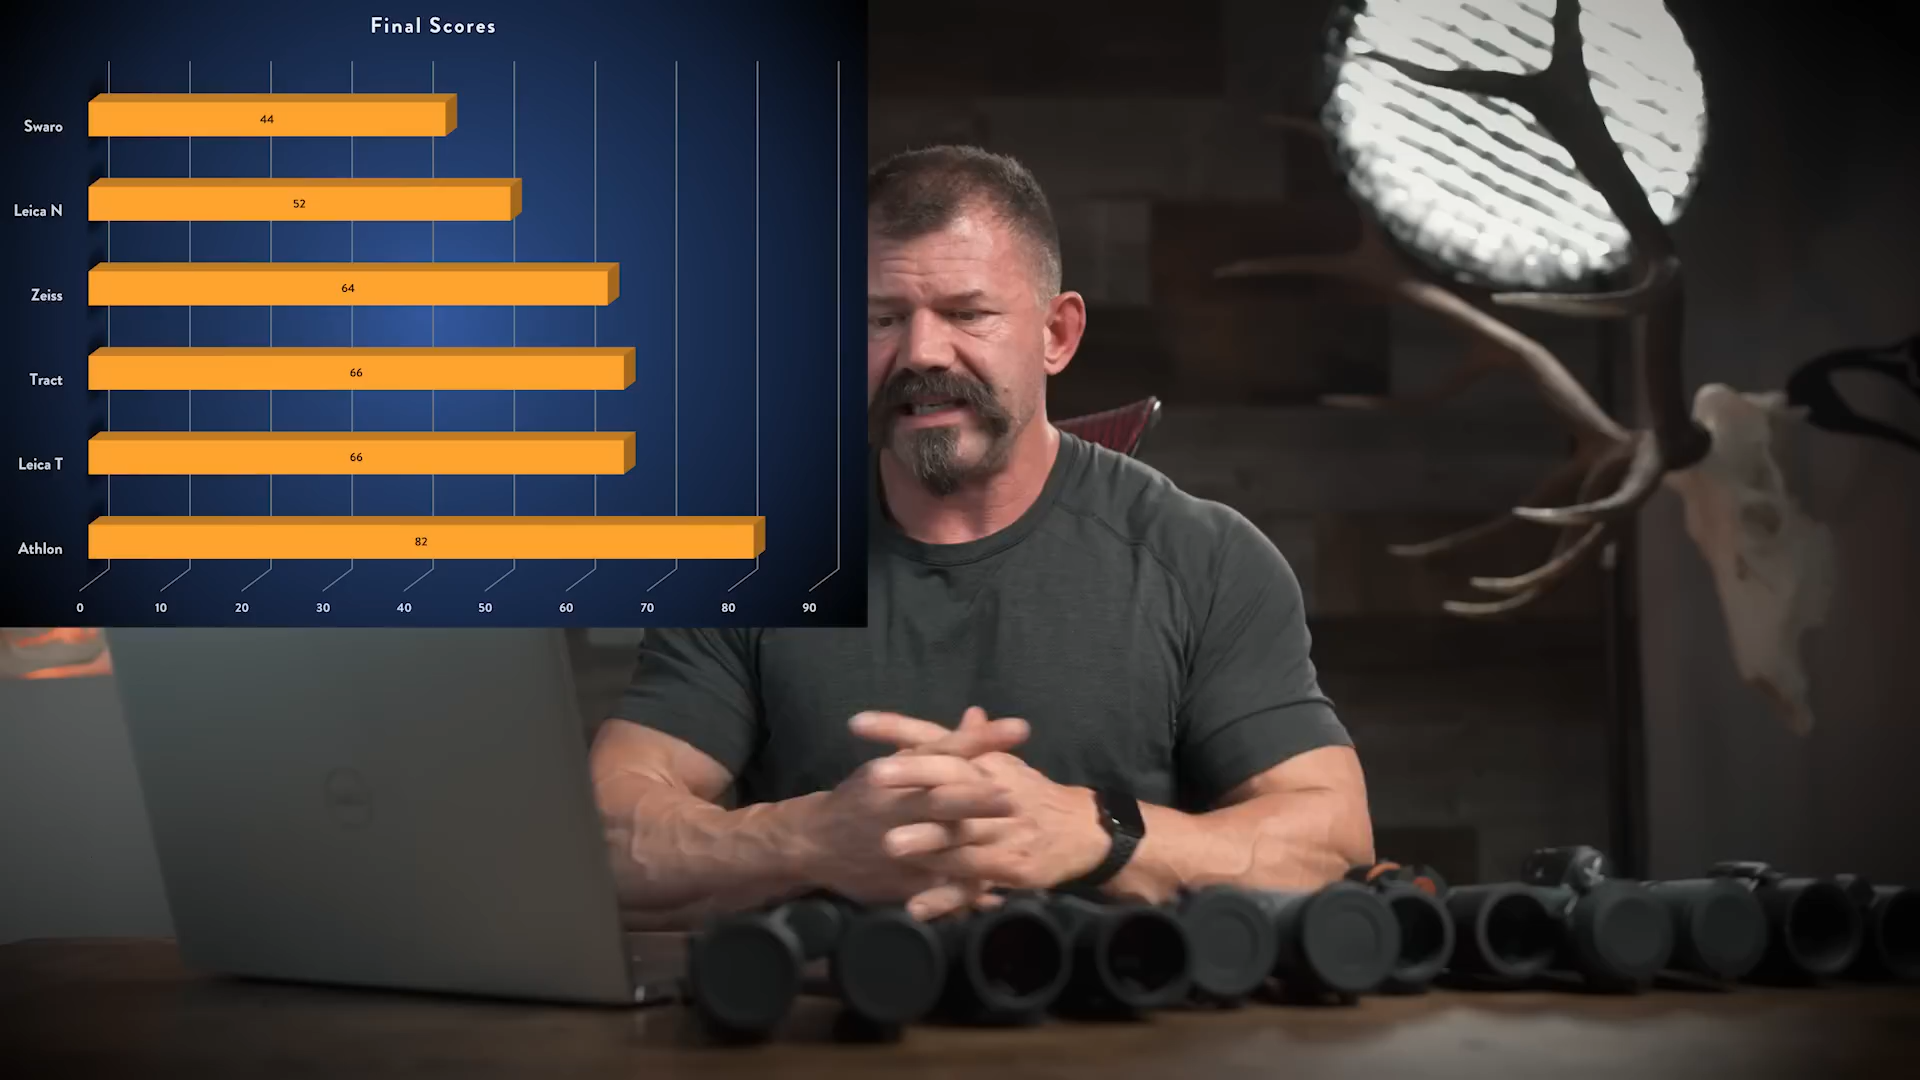 Final Scores
Swaro 44
Leica N 52
Zeiss 64
Tract 66
Leica T 66
Athlon 82
0 10 20 30 40 50 60 70 80 90